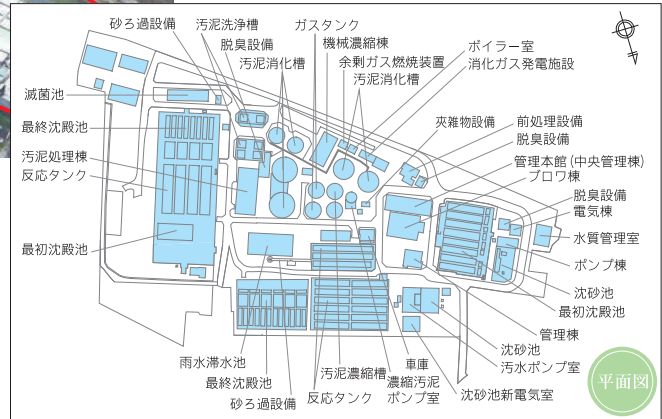 砂ろ過設備
汚泥洗浄槽
脱臭設備
汚泥消化槽
ガスタンク
機械濃縮棟
余剰ガス燃焼装置
汚泥消化槽
ボイラー室
消化ガス発電施設
夾雑物設備
前処理設備
脱臭設備
管理本館(中央管理棟)
ブロワ棟
脱臭設備
電気棟
水質管理室
ポンプ棟
沈砂池
最初沈殿池
管理棟
沈砂池
汚水ポンプ室
沈砂池新電気室
滅菌池
最終沈殿池
汚泥処理棟
反応タンク
最初沈殿池
雨水滞水池
最終沈殿池
砂ろ過設備
反応タンク
汚泥濃縮槽
車庫
濃縮汚泥
ポンプ室
平面図